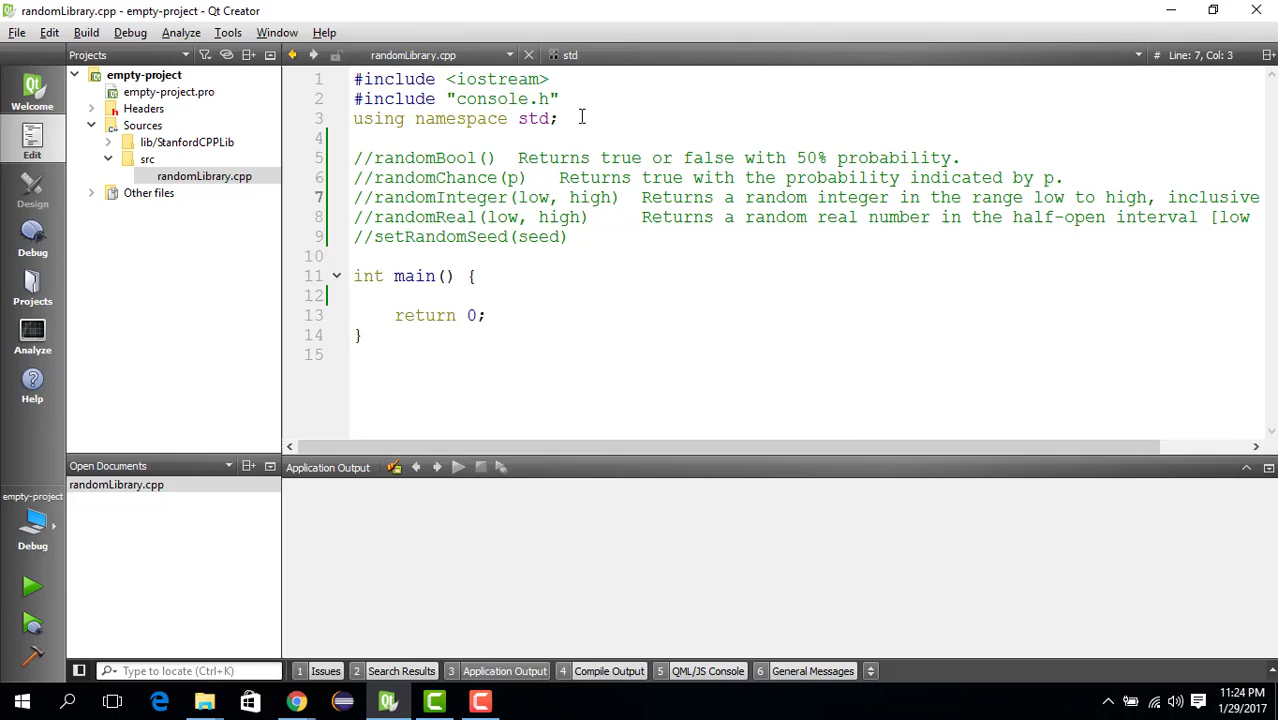 randomLibrary.cpp - empty-project - Qt Creator
File Edit Build Debug Analyze Tools Window Help
Projects randomLibrary.cpp std # Line: 7, Col: 3
Welcome
Edit
Design
Debug
Projects
Analyze
Help
empty-project
empty-project.pro
Headers
Sources
lib/StanfordCPPLib
src
randomLibrary.cpp
Other files
1 #include <iostream>
2 #include "console.h"
3 using namespace std;
4
5 //randomBool()  Returns true or false with 50% probability.
6 //randomChance(p)   Returns true with the probability indicated by p.
7 //randomInteger(low, high)  Returns a random integer in the range low to high, inclusive
8 //randomReal(low, high)     Returns a random real number in the half-open interval [low
9 //setRandomSeed(seed)
10
11 int main() {
12
13     return 0;
14 }
15
Open Documents
randomLibrary.cpp
Application Output
empty-project
Debug
Type to locate (Ctrl+K) 1 Issues 2 Search Results 3 Application Output 4 Compile Output 5 QML/JS Console 6 General Messages
11:24 PM
1/29/2017